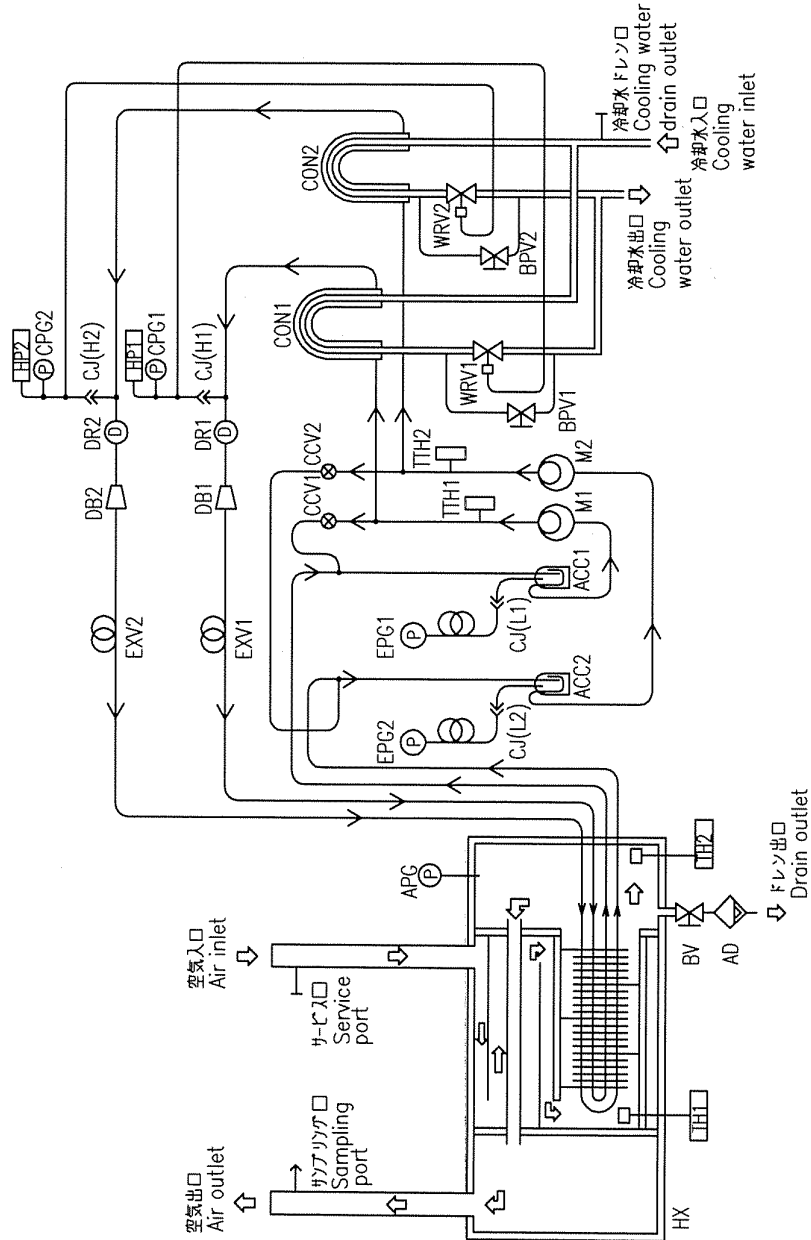 HP2
CPG2
CJ(H2)
HP1
CPG1
CJ(H1)
DR2
DR1
DB2
DB1
EXV2
EXV1
CON2
CON1
WRV2
BPV2
WRV1
BPV1
冷却水ドレン口
Cooling water
drain outlet
冷却水入口
Cooling
water inlet
冷却水出口
Cooling
water outlet
CCV2
CCV1
TTH2
TTH1
M2
M1
EPG1
CJ(L1)
ACC1
EPG2
CJ(L2)
ACC2
APG
空気入口
Air inlet
サービス口
Service
port
サンプリング口
Sampling
port
空気出口
Air outlet
TH2
TH1
BV
AD
ドレン出口
Drain outlet
HX
P
P
D
D
P
P
P